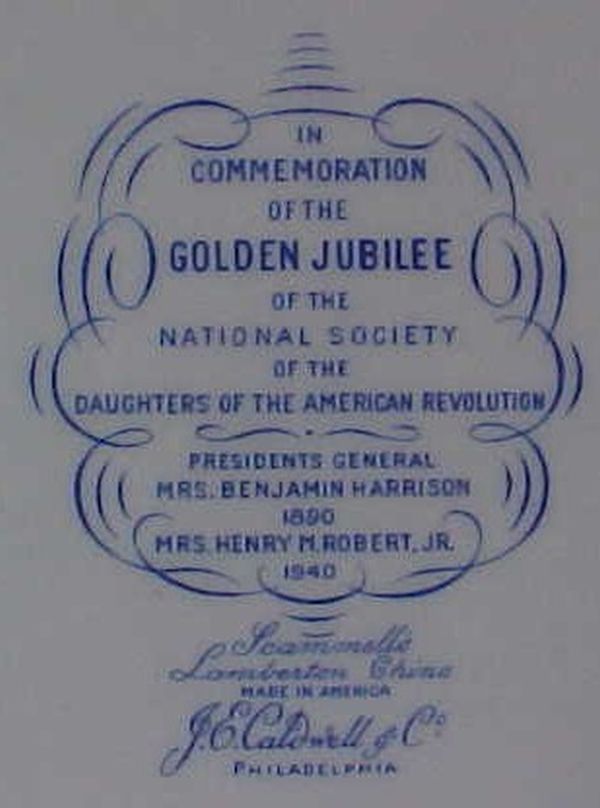 IN
COMMEMORATION
OF THE
GOLDEN JUBILEE
OF THE
NATIONAL SOCIETY
OF THE
DAUGHTERS OF THE AMERICAN REVOLUTION
PRESIDENTS GENERAL
MRS. BENJAMIN HARRISON
1890
MRS. HENRY M. ROBERT, JR.
1940
Scammell's
Lamberton China
MADE IN AMERICA
J.E. Caldwell & Co
PHILADELPHIA